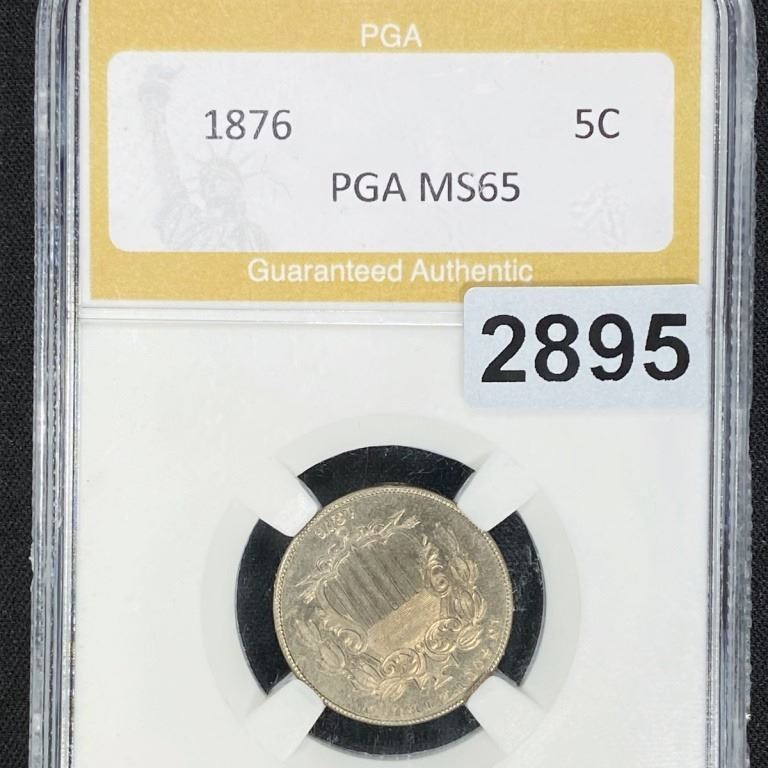 PGA
1876 5C
PGA MS65
Guaranteed Authentic
2895